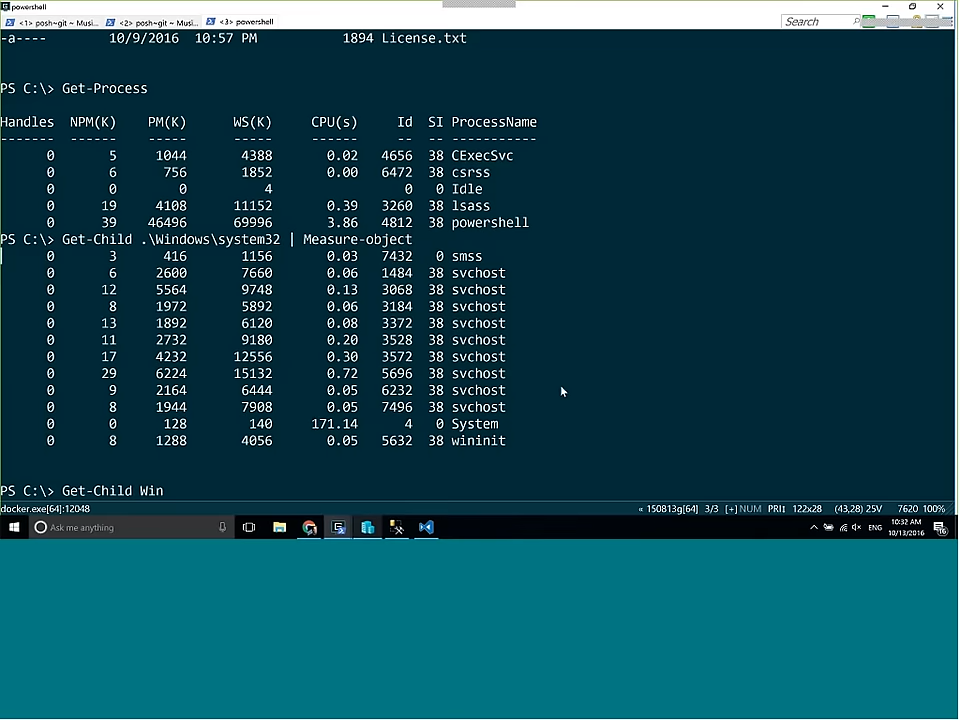 powershell
<1> posh~git ~ Musi... <2> posh~git ~ Musi... <3> powershell Search
-a---- 10/9/2016 10:57 PM 1894 License.txt
PS C:\> Get-Process
Handles NPM(K) PM(K) WS(K) CPU(s) Id SI ProcessName
------- ------ ----- ----- ------ -- -- -----------
0 5 1044 4388 0.02 4656 38 CExecSvc
0 6 756 1852 0.00 6472 38 csrss
0 0 0 4 0 0 Idle
0 19 4108 11152 0.39 3260 38 lsass
0 39 46496 69996 3.86 4812 38 powershell
PS C:\> Get-Child .\Windows\system32 | Measure-object
0 3 416 1156 0.03 7432 0 smss
0 6 2600 7660 0.06 1484 38 svchost
0 12 5564 9748 0.13 3068 38 svchost
0 8 1972 5892 0.06 3184 38 svchost
0 13 1892 6120 0.08 3372 38 svchost
0 11 2732 9180 0.20 3528 38 svchost
0 17 4232 12556 0.30 3572 38 svchost
0 29 6224 15132 0.72 5696 38 svchost
0 9 2164 6444 0.05 6232 38 svchost
0 8 1944 7908 0.05 7496 38 svchost
0 0 128 140 171.14 4 0 System
0 8 1288 4056 0.05 5632 38 wininit
PS C:\> Get-Child Win
docker.exe[64]:12048 « 150813g[64] 3/3 [+] NUM PRI↕ 122x28 (43,28) 25V 7620 100%
Ask me anything ENG 10:32 AM
10/13/2016 16